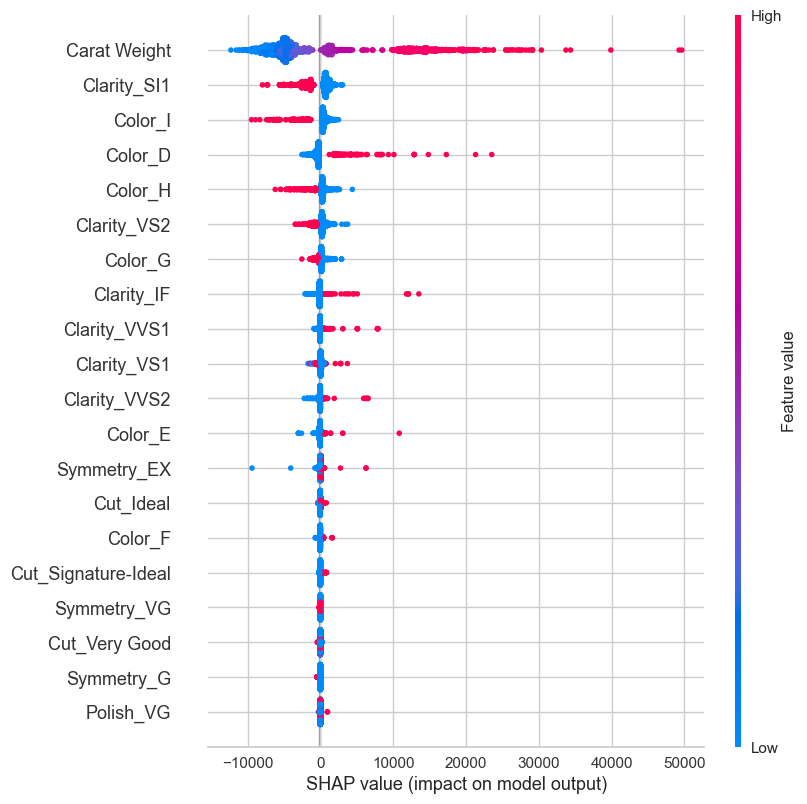 High
Carat Weight
Clarity_SI1
Color_I
Color_D
Color_H
Clarity_VS2
Color_G
Clarity_IF
Clarity_VVS1
Clarity_VS1
Clarity_VVS2
Color_E
Symmetry_EX
Cut_Ideal
Color_F
Cut_Signature-Ideal
Symmetry_VG
Cut_Very Good
Symmetry_G
Polish_VG
Feature value
Low
−10000 0 10000 20000 30000 40000 50000
SHAP value (impact on model output)